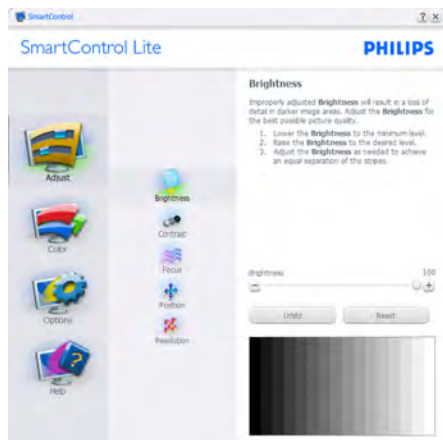 SmartControl
? X
SmartControl Lite
PHILIPS
Adjust
Color
Options
Help
Brightness
Contrast
Focus
Position
Resolution
Brightness
Improperly adjusted Brightness will result in a loss of
detail in darker image areas. Adjust the Brightness for
the best possible picture quality.
1. Lower the Brightness to the minimum level.
2. Raise the Brightness to the desired level.
3. Adjust the Brightness as needed to achieve
an equal separation of the stripes.
Brightness 100
Undo Reset